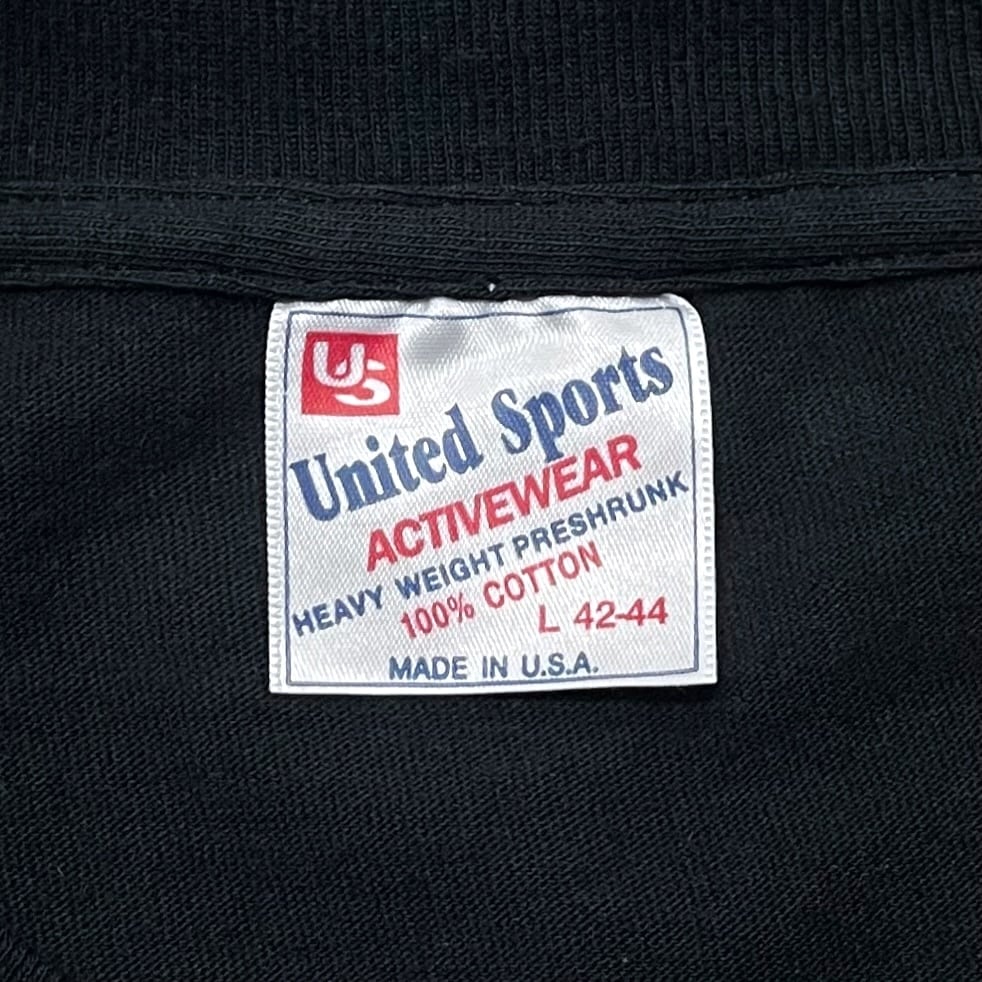 US
United Sports
ACTIVEWEAR
HEAVY WEIGHT PRESHRUNK
100% COTTON
L 42-44
MADE IN U.S.A.